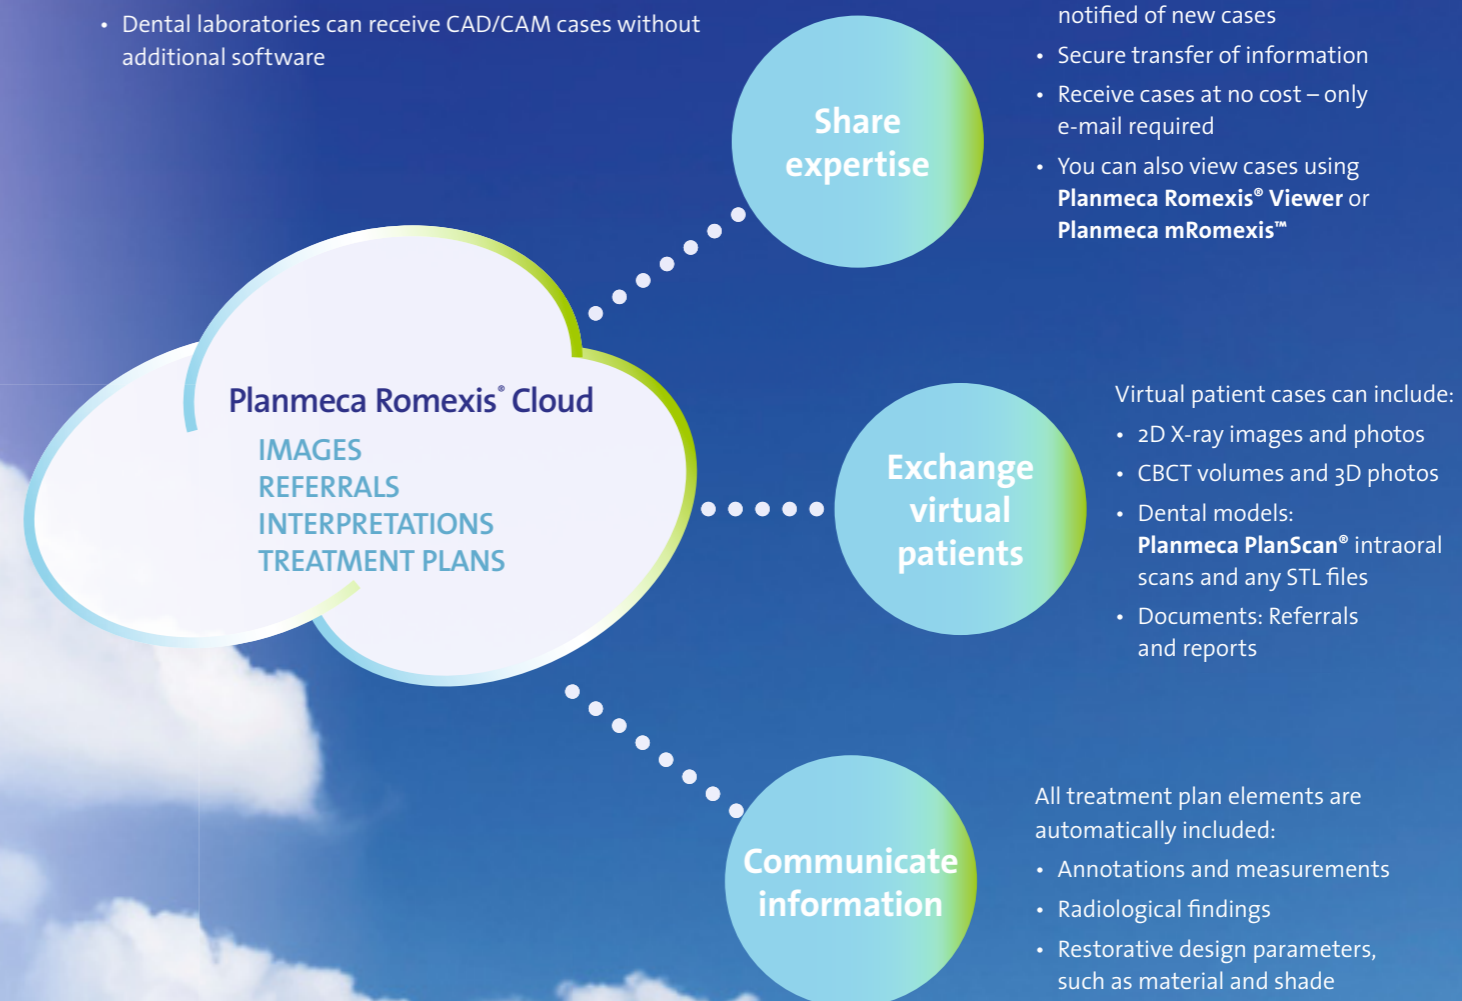 • Dental laboratories can receive CAD/CAM cases without
additional software
notified of new cases
• Secure transfer of information
• Receive cases at no cost – only
e-mail required
• You can also view cases using
Planmeca Romexis® Viewer or
Planmeca mRomexis™
Share
expertise
Planmeca Romexis® Cloud
IMAGES
REFERRALS
INTERPRETATIONS
TREATMENT PLANS
Exchange
virtual
patients
Virtual patient cases can include:
• 2D X-ray images and photos
• CBCT volumes and 3D photos
• Dental models:
Planmeca PlanScan® intraoral
scans and any STL files
• Documents: Referrals
and reports
Communicate
information
All treatment plan elements are
automatically included:
• Annotations and measurements
• Radiological findings
• Restorative design parameters,
such as material and shade